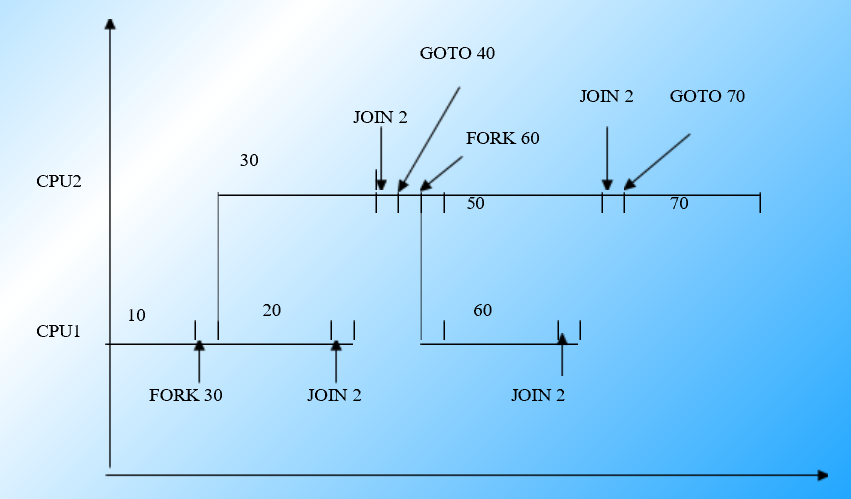 GOTO 40
JOIN 2
GOTO 70
JOIN 2
FORK 60
30
CPU2
50
70
10
20
60
CPU1
FORK 30
JOIN 2
JOIN 2